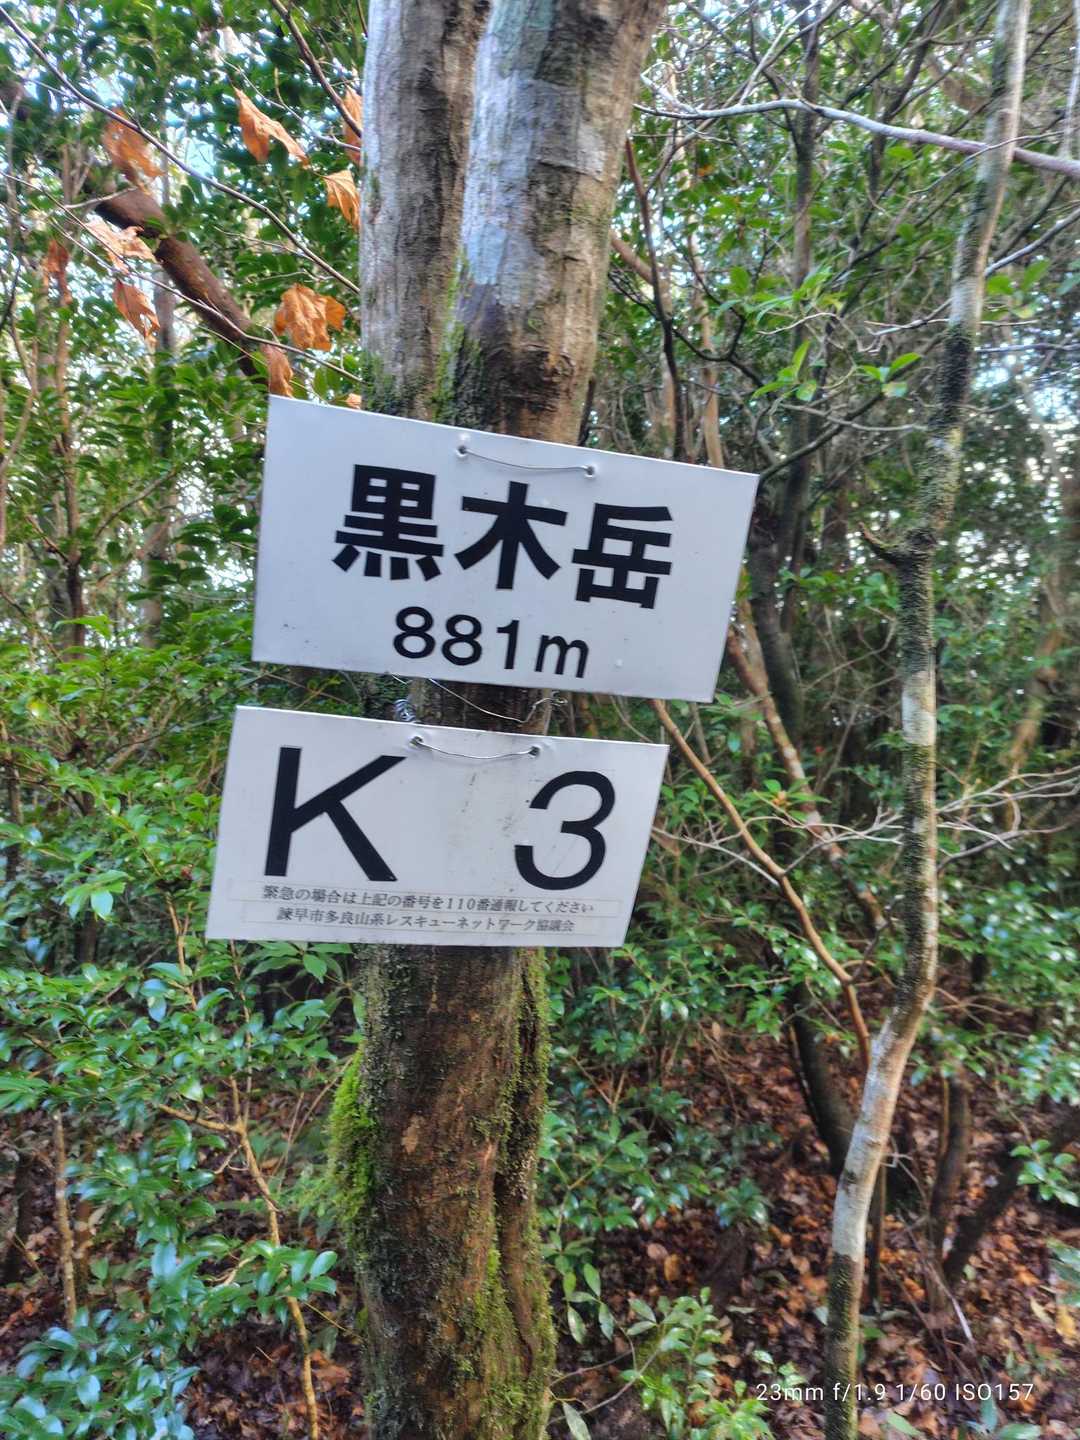 黒木岳
881m
K 3
緊急の場合は上記の番号を110番通報してください
諫早市多良山系レスキューネットワーク協議会
23mm f/1.9 1/60 ISO157